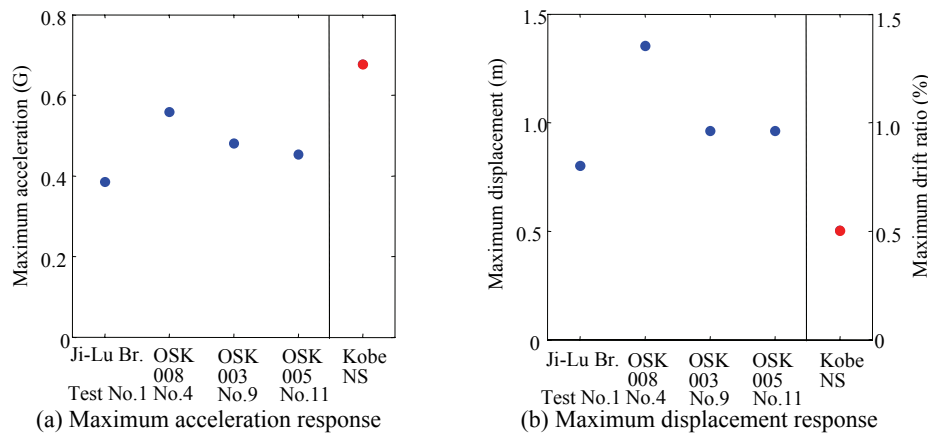 0.8
0.6
0.4
0.2
0
Maximum acceleration (G)
Ji-Lu Br. OSK OSK OSK Kobe
008 003 005 NS
Test No.1 No.4 No.9 No.11
(a) Maximum acceleration response
1.5
1.0
0.5
0
Maximum displacement (m)
1.5
1.0
0.5
0
Maximum drift ratio (%)
Ji-Lu Br. OSK OSK OSK Kobe
008 003 005 NS
Test No.1 No.4 No.9 No.11
(b) Maximum displacement response